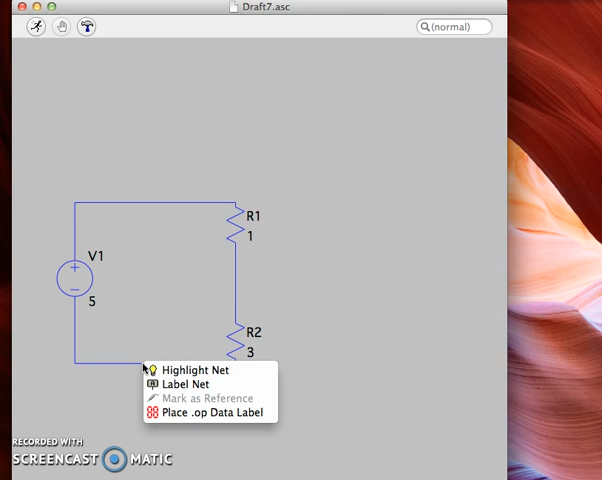 Draft7.asc
(normal)
R1
1
V1
+
−
5
R2
3
Highlight Net
Label Net
Mark as Reference
Place .op Data Label
RECORDED WITH
SCREENCAST MATIC